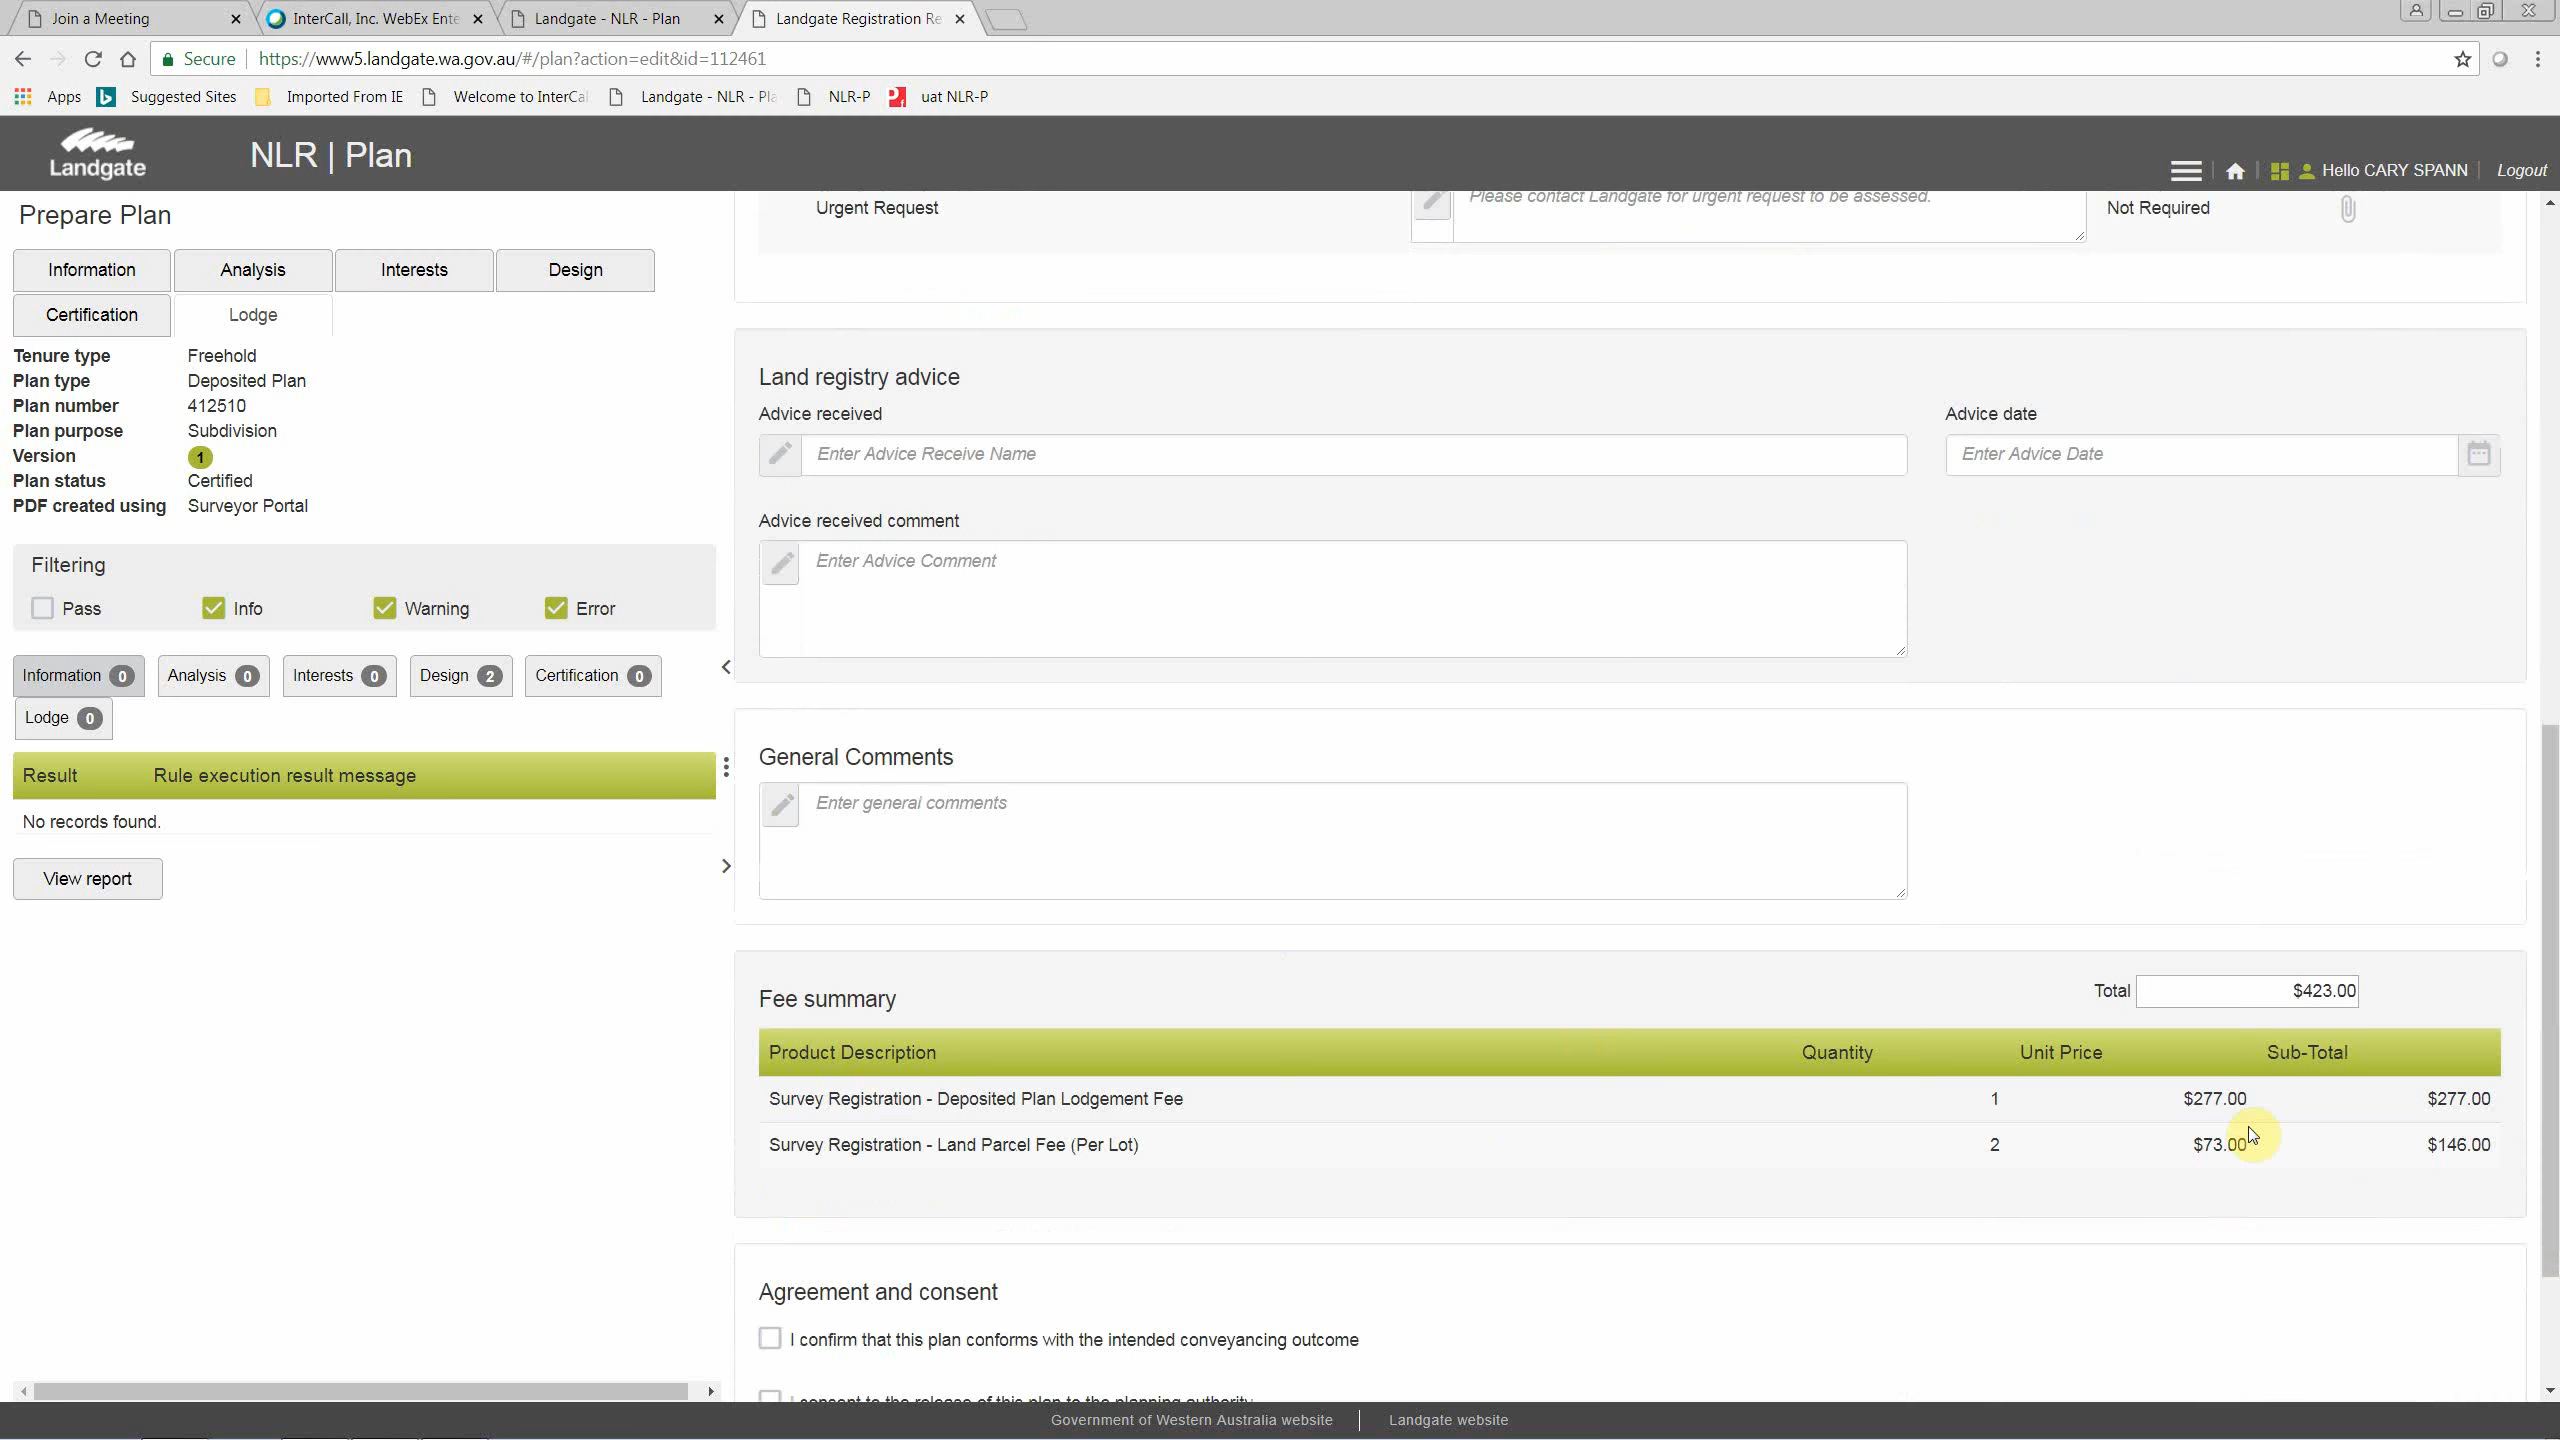 Join a Meeting
InterCall, Inc. WebEx Ente
Landgate - NLR - Plan
Landgate Registration Re
Secure
https://www5.landgate.wa.gov.au/#/plan?action=edit&id=112461
Apps
Suggested Sites
Imported From IE
Welcome to InterCal
Landgate - NLR - Pla
NLR-P
uat NLR-P
Landgate
NLR | Plan
Hello CARY SPANN
Logout
Prepare Plan
Information
Analysis
Interests
Design
Certification
Lodge
Tenure type Freehold
Plan type Deposited Plan
Plan number 412510
Plan purpose Subdivision
Version 1
Plan status Certified
PDF created using Surveyor Portal
Filtering
Pass
Info
Warning
Error
Information 0
Analysis 0
Interests 0
Design 2
Certification 0
Lodge 0
Result Rule execution result message
No records found.
View report
Urgent Request
Please contact Landgate for urgent request to be assessed.
Not Required
Land registry advice
Advice received
Advice date
Enter Advice Receive Name
Enter Advice Date
Advice received comment
Enter Advice Comment
General Comments
Enter general comments
Fee summary
Total $423.00
Product Description Quantity Unit Price Sub-Total
Survey Registration - Deposited Plan Lodgement Fee 1 $277.00 $277.00
Survey Registration - Land Parcel Fee (Per Lot) 2 $73.00 $146.00
Agreement and consent
I confirm that this plan conforms with the intended conveyancing outcome
I consent to the release of this plan to the planning authority
Government of Western Australia website
Landgate website